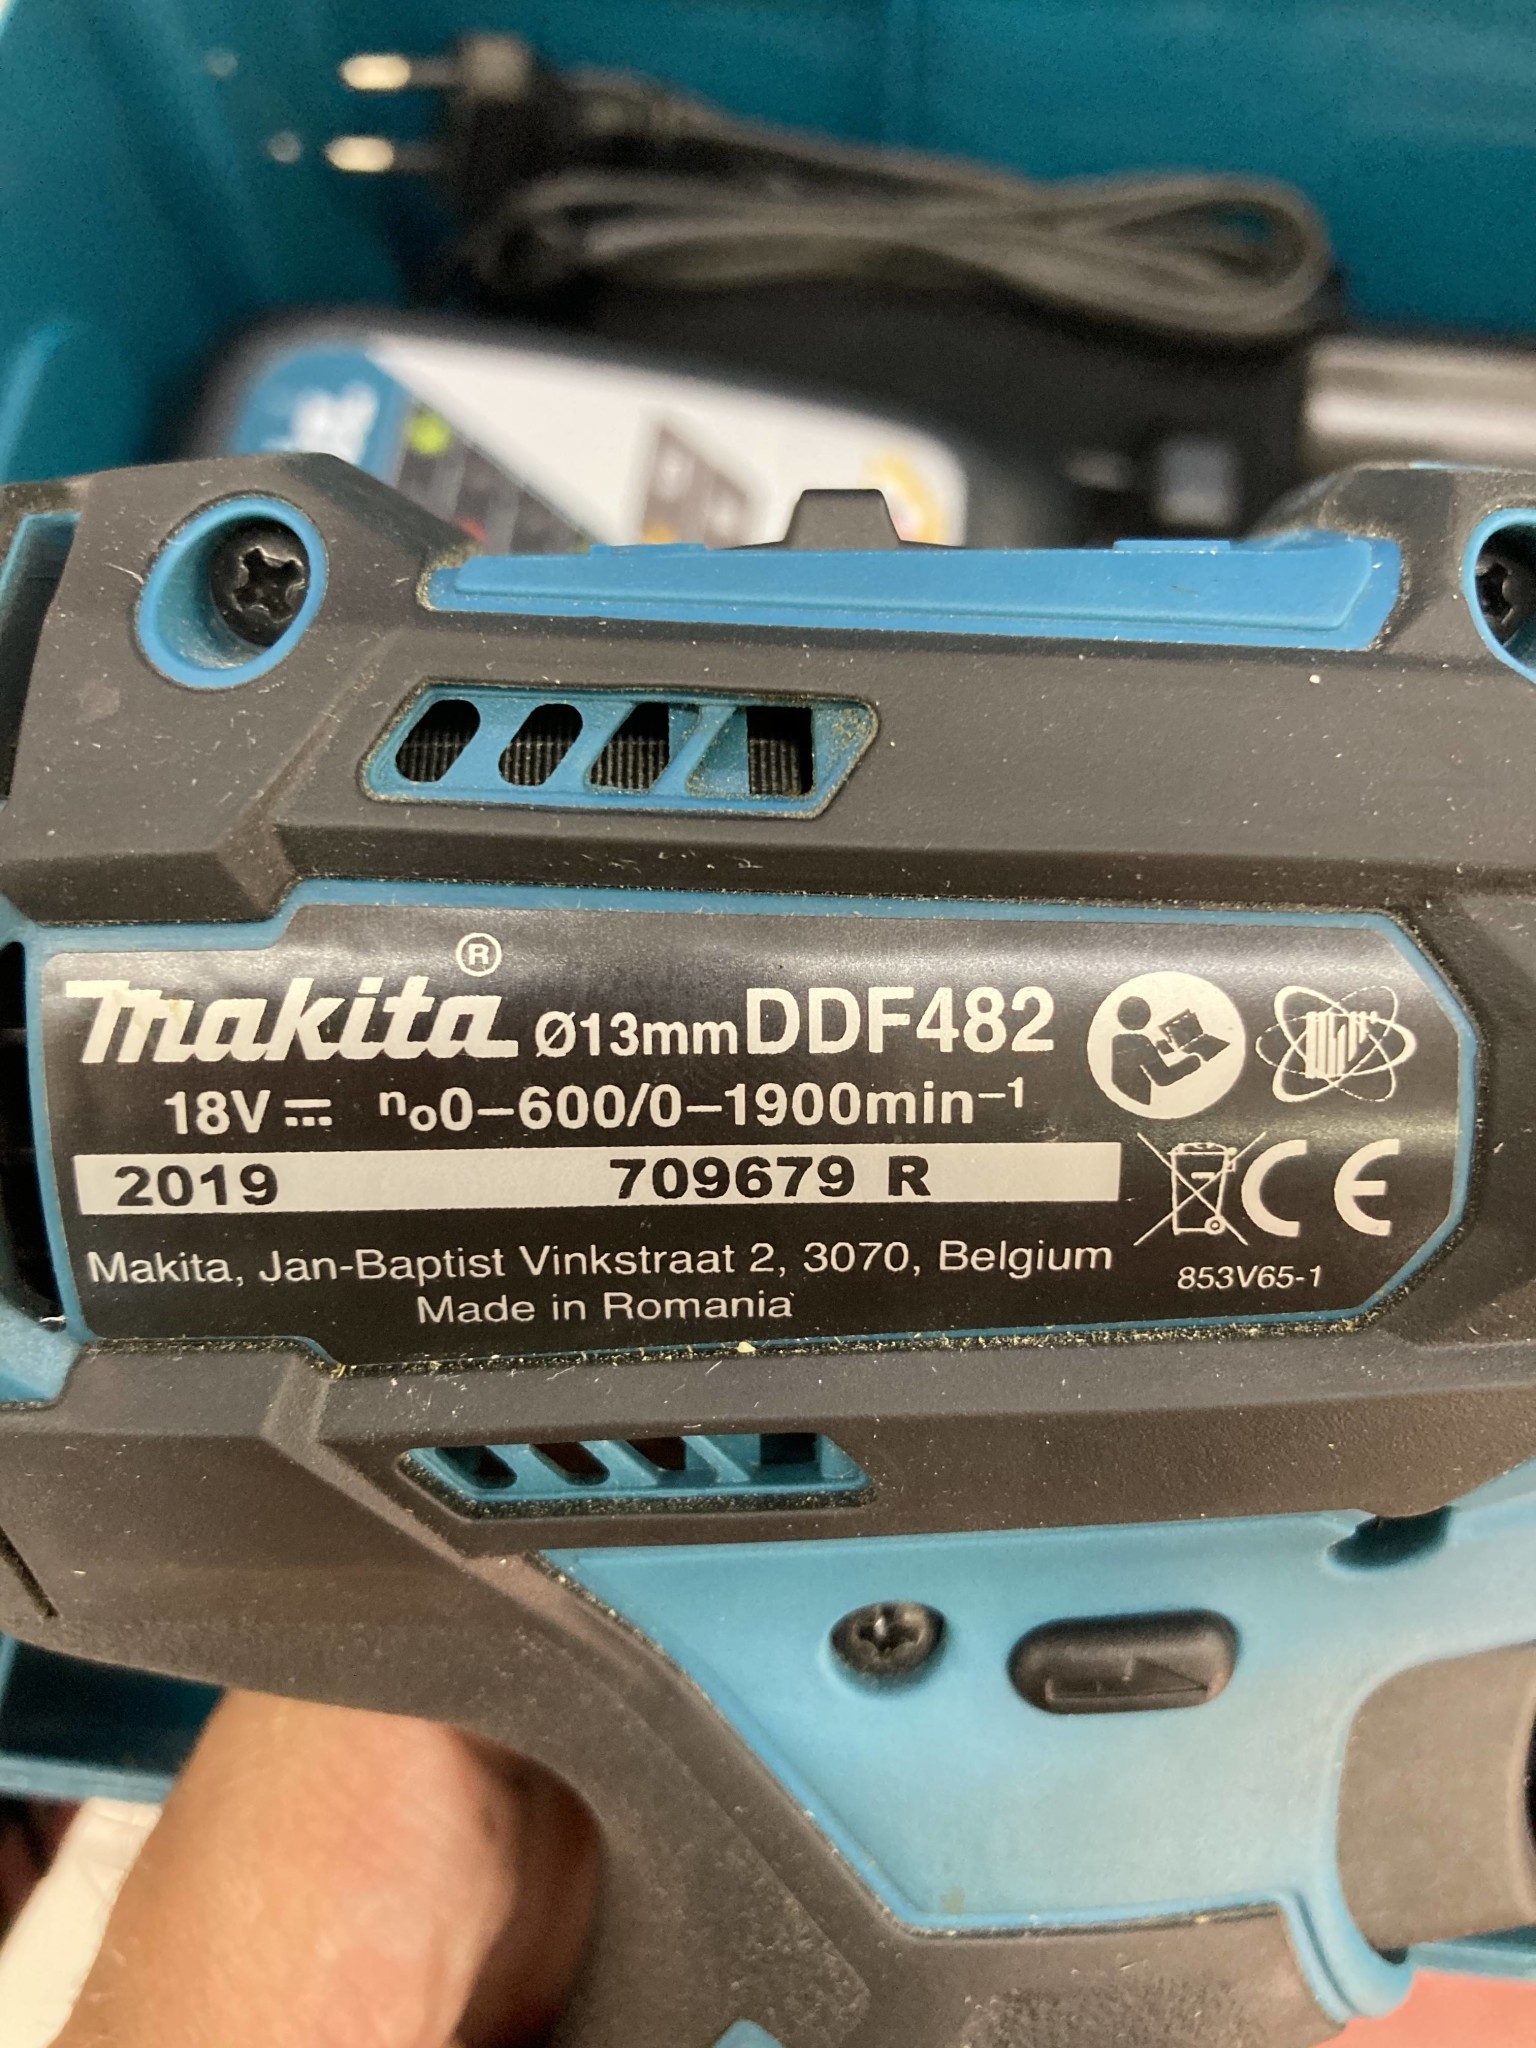 makita® Ø13mm DDF482
18V⎓ n₀0–600/0–1900min⁻¹
2019 709679 R
CE
Makita, Jan-Baptist Vinkstraat 2, 3070, Belgium
853V65-1
Made in Romania